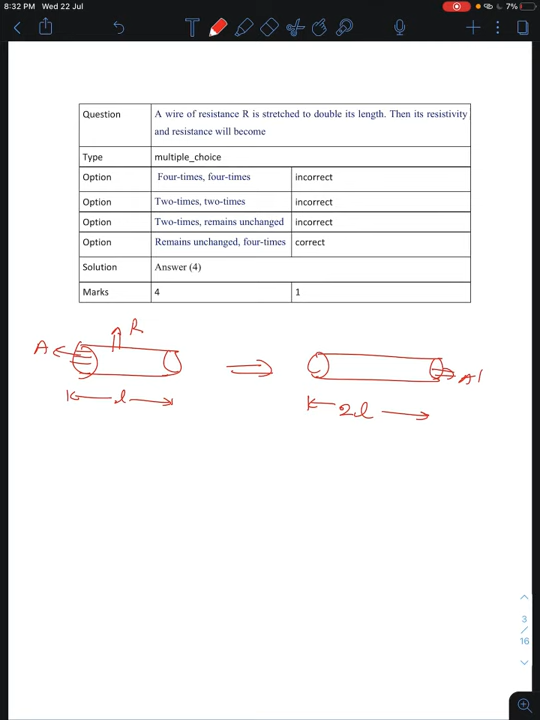 8:32 PM Wed 22 Jul
7%
Question A wire of resistance R is stretched to double its length. Then its resistivity
and resistance will become
Type multiple_choice
Option Four-times, four-times incorrect
Option Two-times, two-times incorrect
Option Two-times, remains unchanged incorrect
Option Remains unchanged, four-times correct
Solution Answer (4)
Marks 4 1
R
A
A'
l
2l
3
/
16